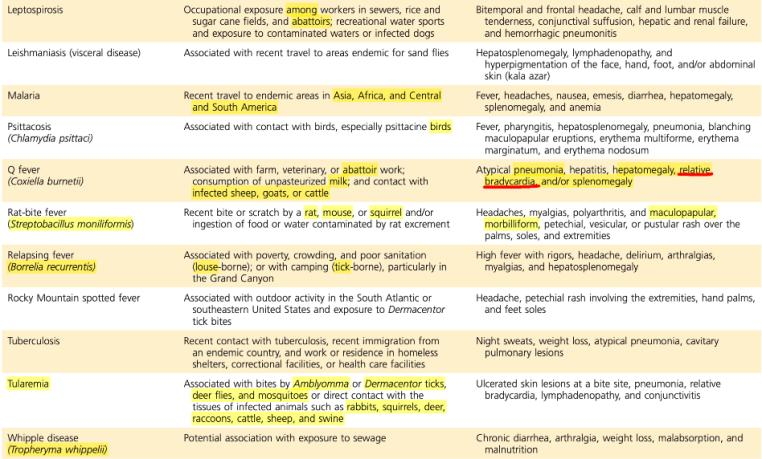 Leptospirosis
Occupational exposure among workers in sewers, rice and
sugar cane fields, and abattoirs; recreational water sports
and exposure to contaminated waters or infected dogs
Bitemporal and frontal headache, calf and lumbar muscle
tenderness, conjunctival suffusion, hepatic and renal failure,
and hemorrhagic pneumonitis
Leishmaniasis (visceral disease)
Associated with recent travel to areas endemic for sand flies
Hepatosplenomegaly, lymphadenopathy, and
hyperpigmentation of the face, hand, foot, and/or abdominal
skin (kala azar)
Malaria
Recent travel to endemic areas in Asia, Africa, and Central
and South America
Fever, headaches, nausea, emesis, diarrhea, hepatomegaly,
splenomegaly, and anemia
Psittacosis
(Chlamydia psittaci)
Associated with contact with birds, especially psittacine birds
Fever, pharyngitis, hepatosplenomegaly, pneumonia, blanching
maculopapular eruptions, erythema multiforme, erythema
marginatum, and erythema nodosum
Q fever
(Coxiella burnetii)
Associated with farm, veterinary, or abattoir work;
consumption of unpasteurized milk; and contact with
infected sheep, goats, or cattle
Atypical pneumonia, hepatitis, hepatomegaly, relative
bradycardia, and/or splenomegaly
Rat-bite fever
(Streptobacillus moniliformis)
Recent bite or scratch by a rat, mouse, or squirrel and/or
ingestion of food or water contaminated by rat excrement
Headaches, myalgias, polyarthritis, and maculopapular,
morbilliform, petechial, vesicular, or pustular rash over the
palms, soles, and extremities
Relapsing fever
(Borrelia recurrentis)
Associated with poverty, crowding, and poor sanitation
(louse-borne); or with camping (tick-borne), particularly in
the Grand Canyon
High fever with rigors, headache, delirium, arthralgias,
myalgias, and hepatosplenomegaly
Rocky Mountain spotted fever
Associated with outdoor activity in the South Atlantic or
southeastern United States and exposure to Dermacentor
tick bites
Headache, petechial rash involving the extremities, hand palms,
and feet soles
Tuberculosis
Recent contact with tuberculosis, recent immigration from
an endemic country, and work or residence in homeless
shelters, correctional facilities, or health care facilities
Night sweats, weight loss, atypical pneumonia, cavitary
pulmonary lesions
Tularemia
Associated with bites by Amblyomma or Dermacentor ticks,
deer flies, and mosquitoes or direct contact with the
tissues of infected animals such as rabbits, squirrels, deer,
raccoons, cattle, sheep, and swine
Ulcerated skin lesions at a bite site, pneumonia, relative
bradycardia, lymphadenopathy, and conjunctivitis
Whipple disease
(Tropheryma whippelii)
Potential association with exposure to sewage
Chronic diarrhea, arthralgia, weight loss, malabsorption, and
malnutrition